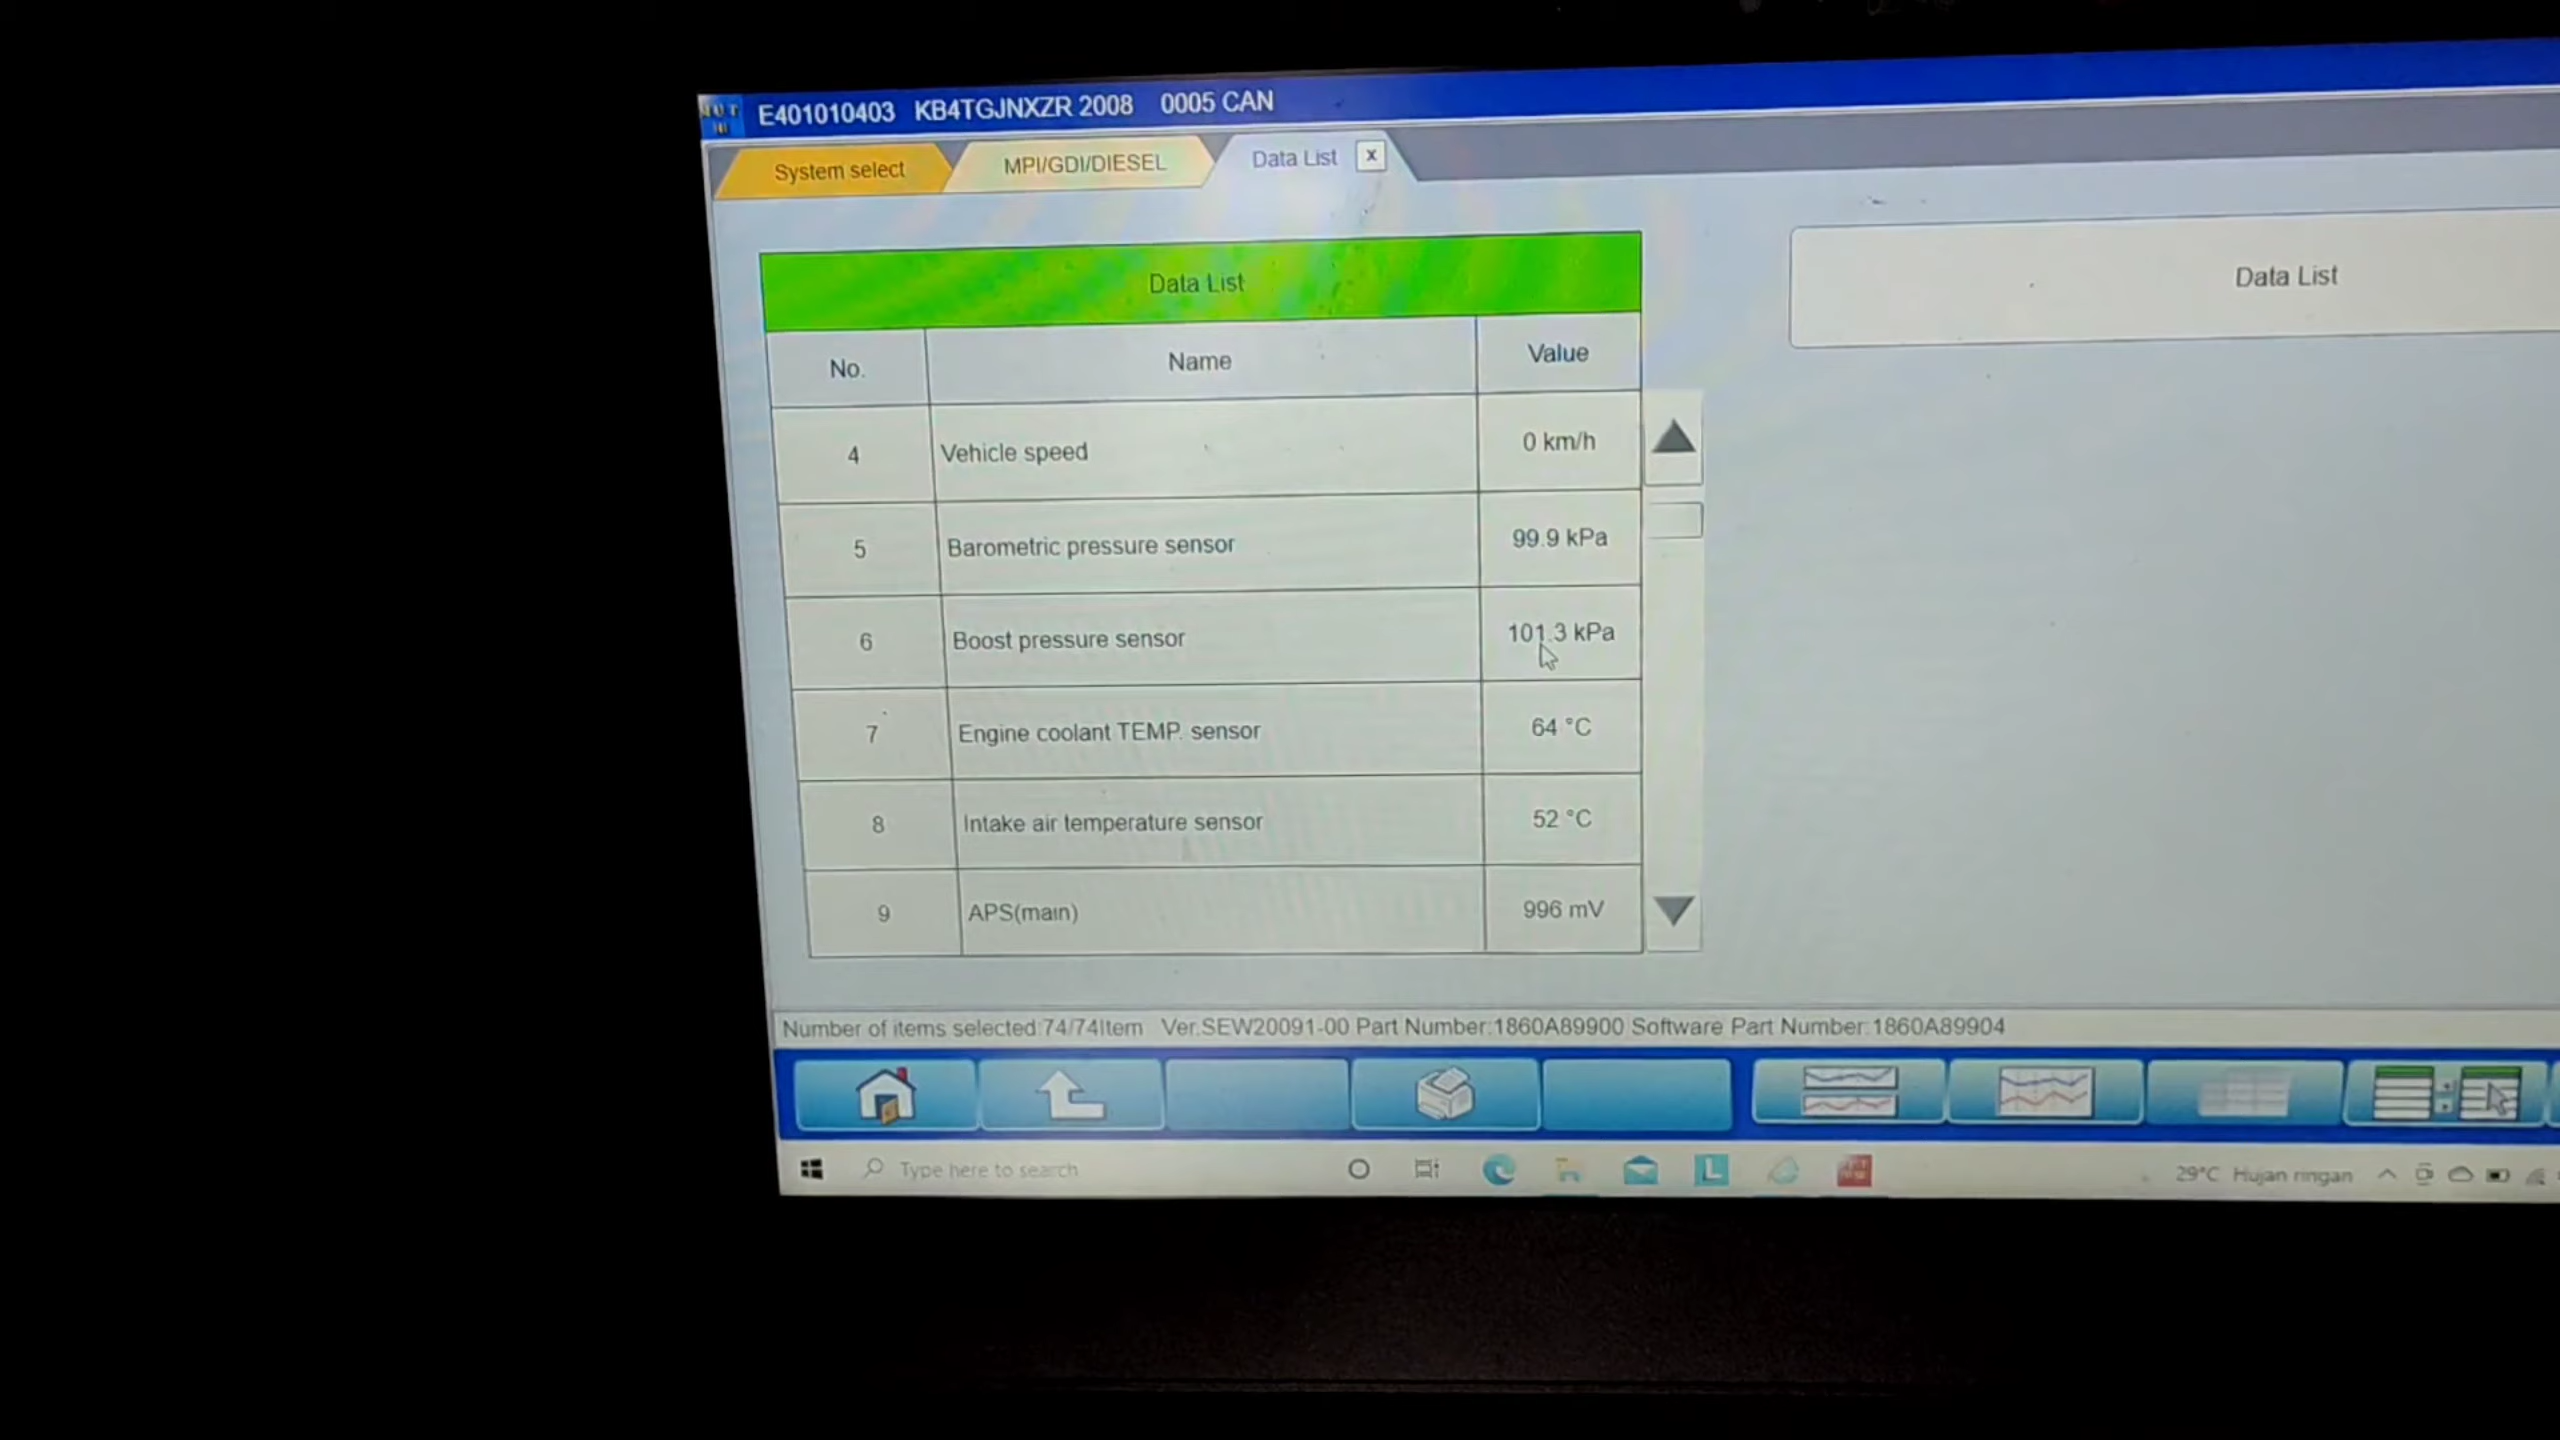 MUT III E401010403 KB4TGJNXZR 2008 0005 CAN
System select MPI/GDI/DIESEL Data List x
Data List
Data List
No. Name Value
4 Vehicle speed 0 km/h
5 Barometric pressure sensor 99.9 kPa
6 Boost pressure sensor 101.3 kPa
7 Engine coolant TEMP. sensor 64 °C
8 Intake air temperature sensor 52 °C
9 APS(main) 996 mV
Number of items selected:74/74Item Ver.SEW20091-00 Part Number:1860A89900 Software Part Number:1860A89904
Type here to search L 29°C Hujan ringan